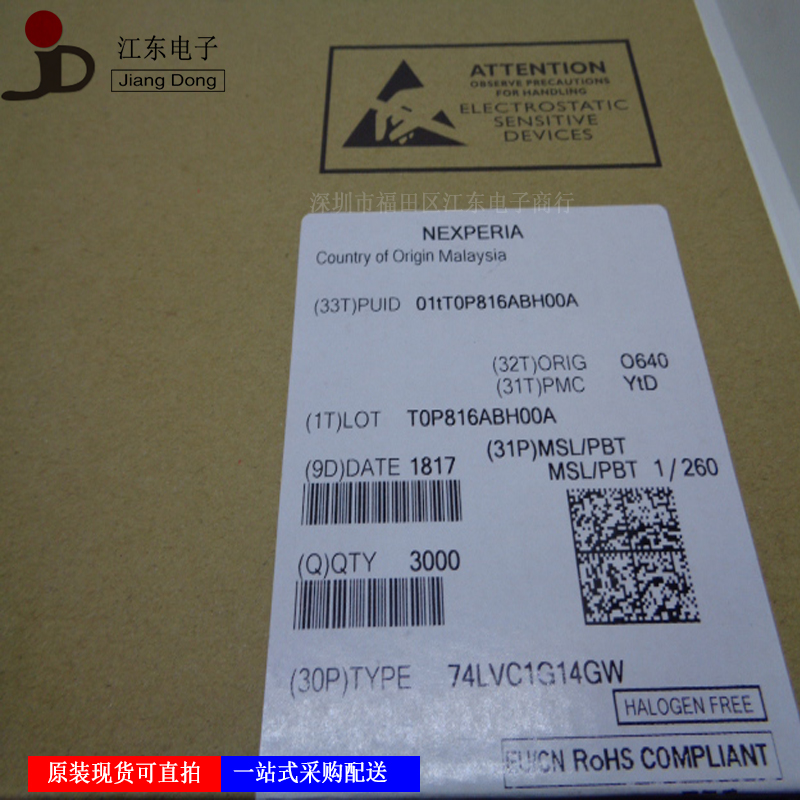 JD
江东电子
Jiang Dong
ATTENTION
OBSERVE PRECAUTIONS
FOR HANDLING
ELECTROSTATIC
SENSITIVE
DEVICES
深圳市福田区江东电子商行
NEXPERIA
Country of Origin Malaysia
(33T)PUID 01tT0P816ABH00A
(32T)ORIG O640
(31T)PMC YtD
(1T)LOT T0P816ABH00A
(31P)MSL/PBT
(9D)DATE 1817
MSL/PBT 1/260
(Q)QTY 3000
(30P)TYPE 74LVC1G14GW
HALOGEN FREE
EU/CN RoHS COMPLIANT
原装现货可直拍
一站式采购配送